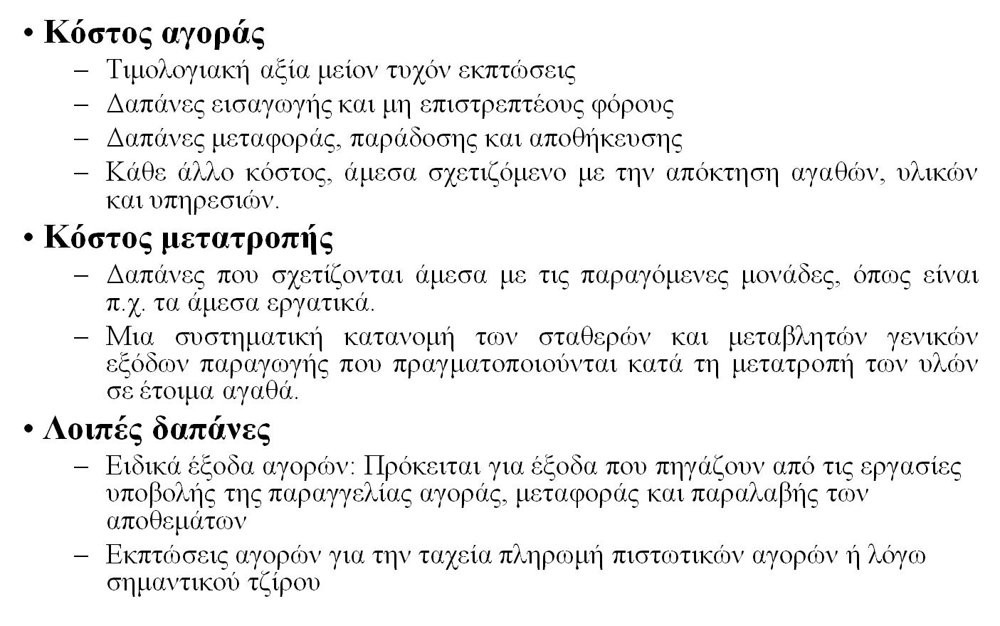 • Κόστος αγοράς
– Τιμολογιακή αξία μείον τυχόν εκπτώσεις
– Δαπάνες εισαγωγής και μη επιστρεπτέους φόρους
– Δαπάνες μεταφοράς, παράδοσης και αποθήκευσης
– Κάθε άλλο κόστος, άμεσα σχετιζόμενο με την απόκτηση αγαθών, υλικών
και υπηρεσιών.
• Κόστος μετατροπής
– Δαπάνες που σχετίζονται άμεσα με τις παραγόμενες μονάδες, όπως είναι
π.χ. τα άμεσα εργατικά.
– Μια συστηματική κατανομή των σταθερών και μεταβλητών γενικών
εξόδων παραγωγής που πραγματοποιούνται κατά τη μετατροπή των υλών
σε έτοιμα αγαθά.
• Λοιπές δαπάνες
– Ειδικά έξοδα αγορών: Πρόκειται για έξοδα που πηγάζουν από τις εργασίες
υποβολής της παραγγελίας αγοράς, μεταφοράς και παραλαβής των
αποθεμάτων
– Εκπτώσεις αγορών για την ταχεία πληρωμή πιστωτικών αγορών ή λόγω
σημαντικού τζίρου